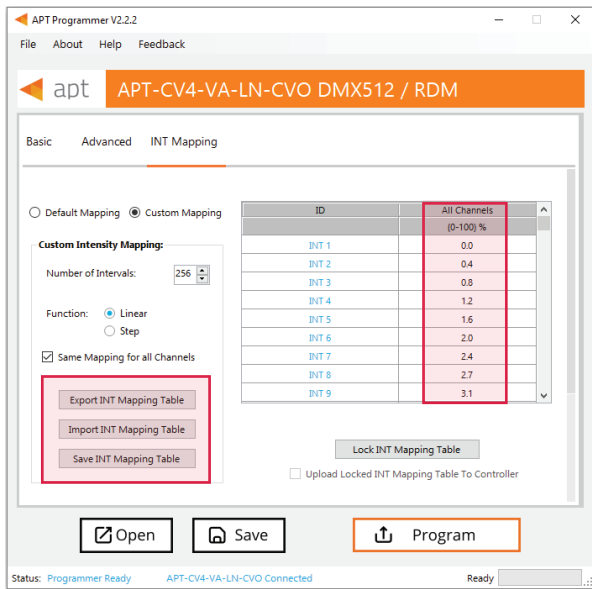 APT Programmer V2.2.2
File About Help Feedback
apt APT-CV4-VA-LN-CVO DMX512 / RDM
Basic Advanced INT Mapping
Default Mapping Custom Mapping
Custom Intensity Mapping:
Number of Intervals: 256
Function: Linear
Step
Same Mapping for all Channels
Export INT Mapping Table
Import INT Mapping Table
Save INT Mapping Table
ID All Channels
(0-100) %
INT 1 0.0
INT 2 0.4
INT 3 0.8
INT 4 1.2
INT 5 1.6
INT 6 2.0
INT 7 2.4
INT 8 2.7
INT 9 3.1
Lock INT Mapping Table
Upload Locked INT Mapping Table To Controller
Open Save Program
Status: Programmer Ready APT-CV4-VA-LN-CVO Connected Ready